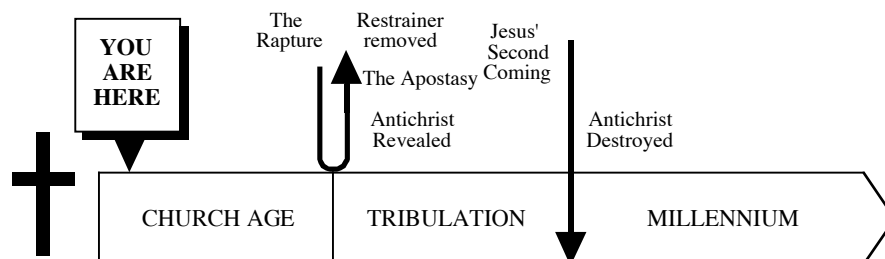 YOU
ARE
HERE
The
Rapture
Restrainer
removed
The Apostasy
Antichrist
Revealed
Jesus'
Second
Coming
Antichrist
Destroyed
CHURCH AGE
TRIBULATION
MILLENNIUM